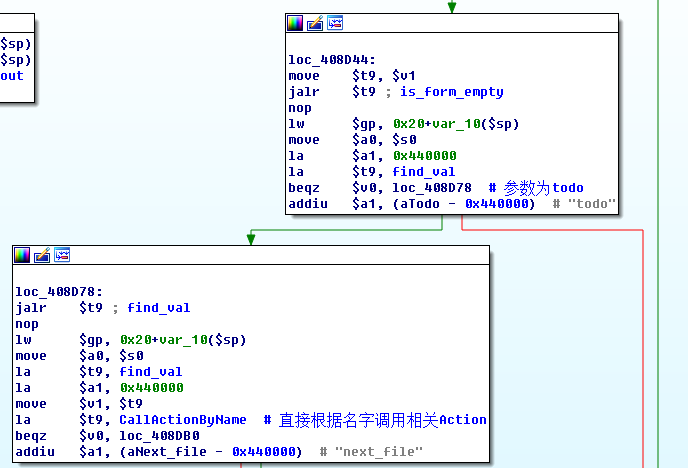 $sp)
$sp)
out
loc_408D44:
move $t9, $v1
jalr $t9 ; is_form_empty
nop
lw $gp, 0x20+var_10($sp)
move $a0, $s0
la $a1, 0x440000
la $t9, find_val
beqz $v0, loc_408D78 # 参数为todo
addiu $a1, (aTodo - 0x440000) # "todo"
loc_408D78:
jalr $t9 ; find_val
nop
lw $gp, 0x20+var_10($sp)
move $a0, $s0
la $t9, find_val
la $a1, 0x440000
move $v1, $t9
la $t9, CallActionByName # 直接根据名字调用相关Action
beqz $v0, loc_408DB0
addiu $a1, (aNext_file - 0x440000) # "next_file"